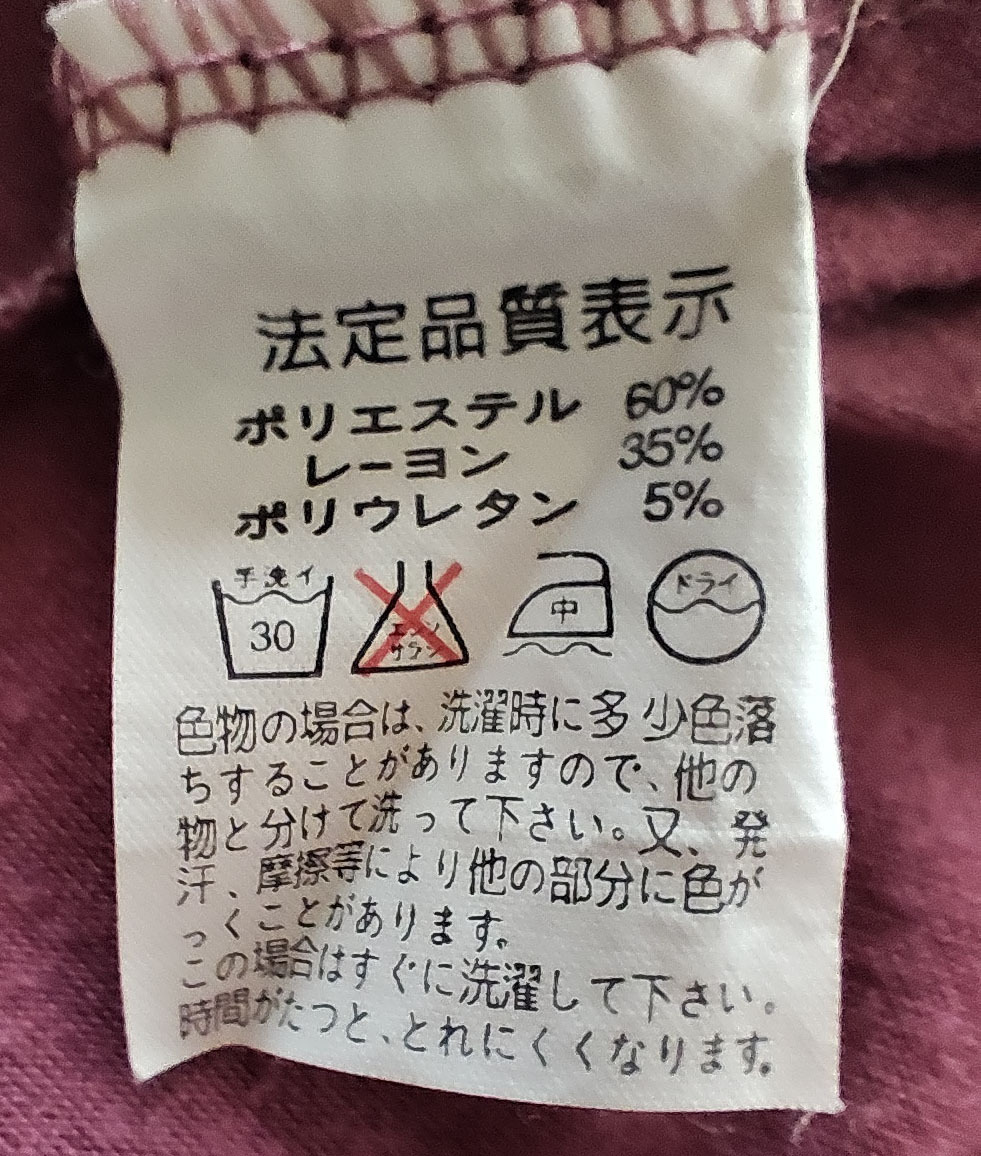 法定品質表示
ポリエステル 60%
レーヨン 35%
ポリウレタン 5%
手洗イ 30
エンソ サラシ
中
ドライ
色物の場合は、洗濯時に多少色落
ちすることがありますので、他の
物と分けて洗って下さい。又、発
汗、摩擦等により他の部分に色が
つくことがあります。
この場合はすぐに洗濯して下さい。
時間がたつと、とれにくくなります。